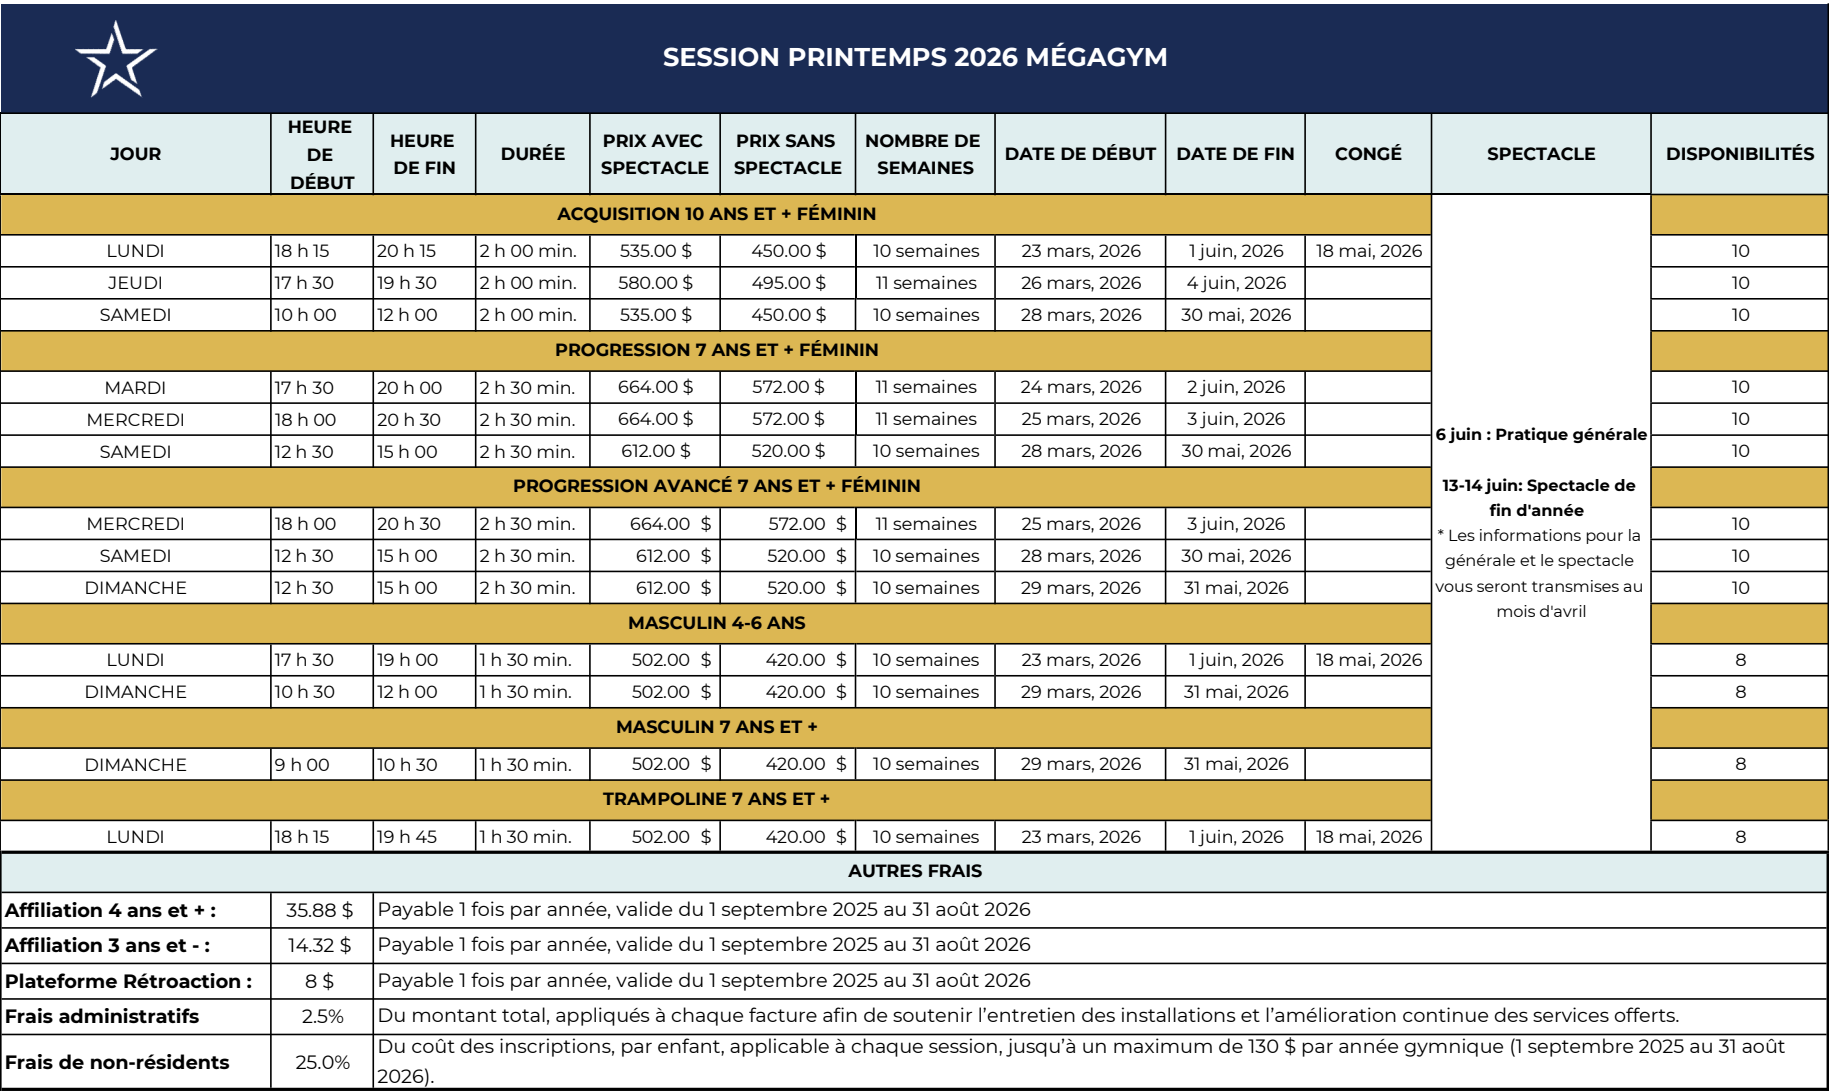 SESSION PRINTEMPS 2026 MÉGAGYM
JOUR HEURE DE DÉBUT HEURE DE FIN DURÉE PRIX AVEC SPECTACLE PRIX SANS SPECTACLE NOMBRE DE SEMAINES DATE DE DÉBUT DATE DE FIN CONGÉ SPECTACLE DISPONIBILITÉS
ACQUISITION 10 ANS ET + FÉMININ
LUNDI 18 h 15 20 h 15 2 h 00 min. 535.00 $ 450.00 $ 10 semaines 23 mars, 2026 1 juin, 2026 18 mai, 2026 10
JEUDI 17 h 30 19 h 30 2 h 00 min. 580.00 $ 495.00 $ 11 semaines 26 mars, 2026 4 juin, 2026 10
SAMEDI 10 h 00 12 h 00 2 h 00 min. 535.00 $ 450.00 $ 10 semaines 28 mars, 2026 30 mai, 2026 10
PROGRESSION 7 ANS ET + FÉMININ
MARDI 17 h 30 20 h 00 2 h 30 min. 664.00 $ 572.00 $ 11 semaines 24 mars, 2026 2 juin, 2026 10
MERCREDI 18 h 00 20 h 30 2 h 30 min. 664.00 $ 572.00 $ 11 semaines 25 mars, 2026 3 juin, 2026 10
SAMEDI 12 h 30 15 h 00 2 h 30 min. 612.00 $ 520.00 $ 10 semaines 28 mars, 2026 30 mai, 2026 10
PROGRESSION AVANCÉ 7 ANS ET + FÉMININ
MERCREDI 18 h 00 20 h 30 2 h 30 min. 664.00 $ 572.00 $ 11 semaines 25 mars, 2026 3 juin, 2026 10
SAMEDI 12 h 30 15 h 00 2 h 30 min. 612.00 $ 520.00 $ 10 semaines 28 mars, 2026 30 mai, 2026 10
DIMANCHE 12 h 30 15 h 00 2 h 30 min. 612.00 $ 520.00 $ 10 semaines 29 mars, 2026 31 mai, 2026 10
MASCULIN 4-6 ANS
LUNDI 17 h 30 19 h 00 1 h 30 min. 502.00 $ 420.00 $ 10 semaines 23 mars, 2026 1 juin, 2026 18 mai, 2026 8
DIMANCHE 10 h 30 12 h 00 1 h 30 min. 502.00 $ 420.00 $ 10 semaines 29 mars, 2026 31 mai, 2026 8
MASCULIN 7 ANS ET +
DIMANCHE 9 h 00 10 h 30 1 h 30 min. 502.00 $ 420.00 $ 10 semaines 29 mars, 2026 31 mai, 2026 8
TRAMPOLINE 7 ANS ET +
LUNDI 18 h 15 19 h 45 1 h 30 min. 502.00 $ 420.00 $ 10 semaines 23 mars, 2026 1 juin, 2026 18 mai, 2026 8
6 juin : Pratique générale
13-14 juin: Spectacle de
fin d'année
* Les informations pour la
générale et le spectacle
vous seront transmises au
mois d'avril
AUTRES FRAIS
Affiliation 4 ans et + : 35.88 $ Payable 1 fois par année, valide du 1 septembre 2025 au 31 août 2026
Affiliation 3 ans et - : 14.32 $ Payable 1 fois par année, valide du 1 septembre 2025 au 31 août 2026
Plateforme Rétroaction : 8 $ Payable 1 fois par année, valide du 1 septembre 2025 au 31 août 2026
Frais administratifs 2.5% Du montant total, appliqués à chaque facture afin de soutenir l'entretien des installations et l'amélioration continue des services offerts.
Frais de non-résidents 25.0% Du coût des inscriptions, par enfant, applicable à chaque session, jusqu'à un maximum de 130 $ par année gymnique (1 septembre 2025 au 31 août
2026).